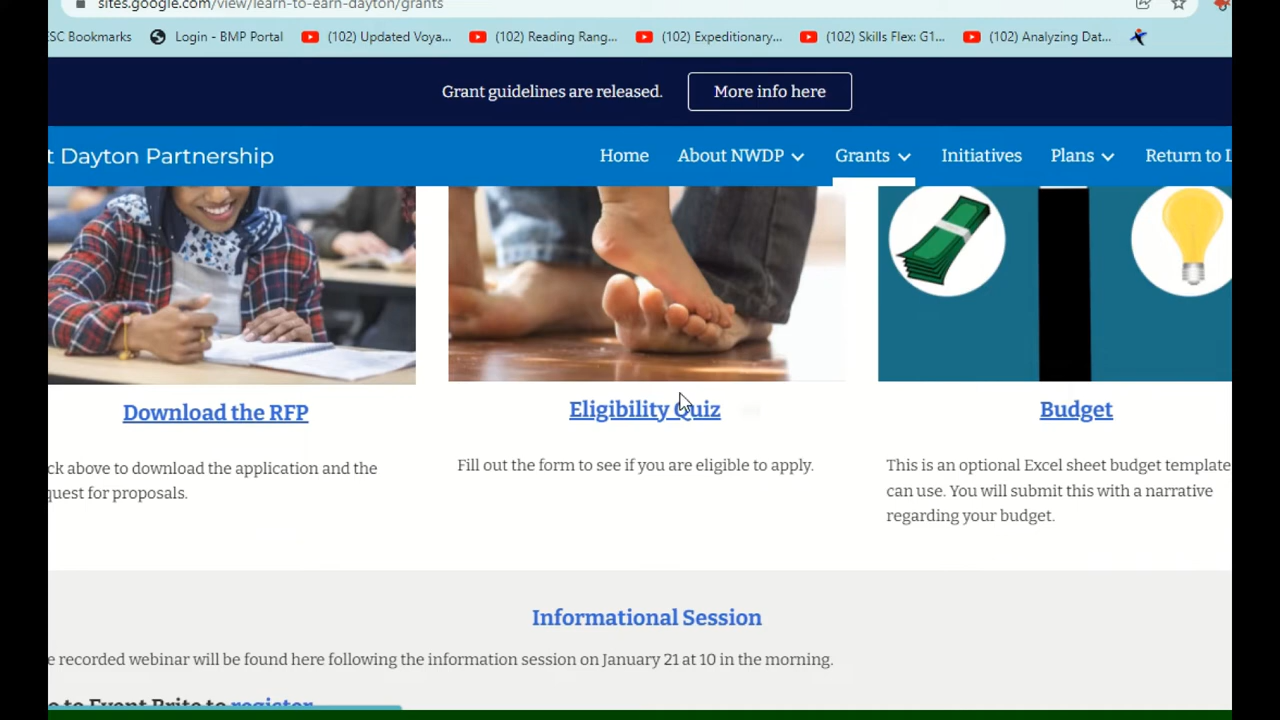 sites.google.com/view/learn-to-earn-dayton/grants
SC Bookmarks Login - BMP Portal (102) Updated Voya... (102) Reading Rang... (102) Expeditionary... (102) Skills Flex: G1... (102) Analyzing Dat...
Grant guidelines are released. More info here
t Dayton Partnership Home About NWDP Grants Initiatives Plans Return to L
Download the RFP
ck above to download the application and the
quest for proposals.
Eligibility Quiz
Fill out the form to see if you are eligible to apply.
Budget
This is an optional Excel sheet budget template
can use. You will submit this with a narrative
regarding your budget.
Informational Session
e recorded webinar will be found here following the information session on January 21 at 10 in the morning.
o to Event Brite to register